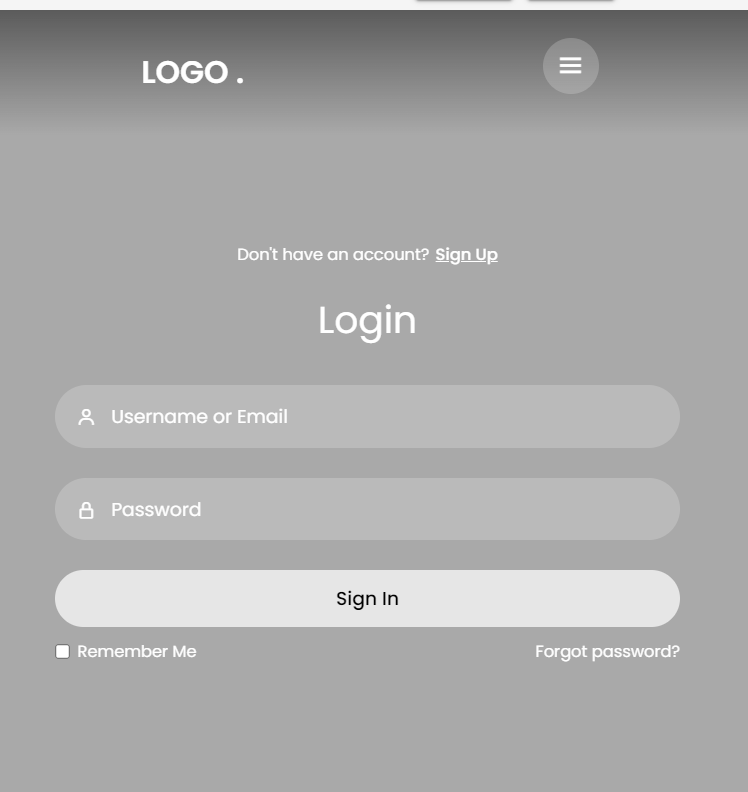 LOGO .
Don't have an account? Sign Up
Login
Username or Email
Password
Sign In
Remember Me
Forgot password?